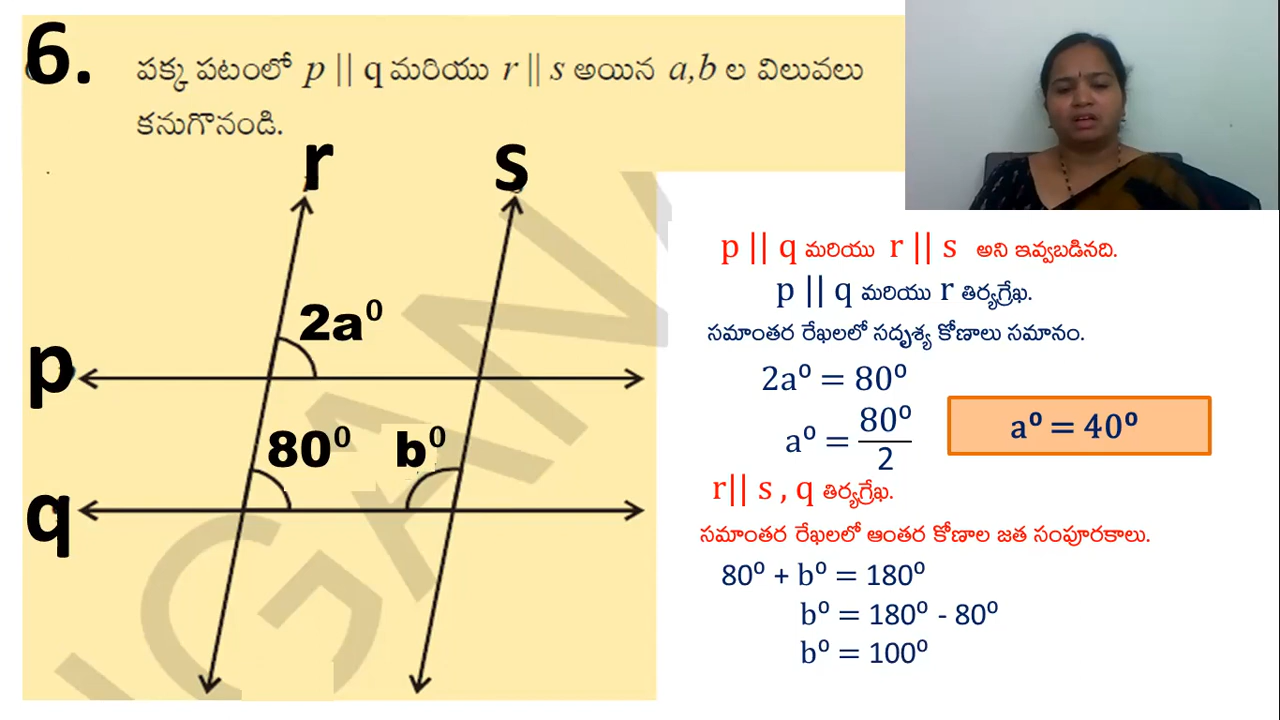 6. పక్క పటంలో p || q మరియు r || s అయిన a,b ల విలువలు
కనుగొనండి.
r s
2a⁰
p
80⁰ b⁰
q
p || q మరియు r || s అని ఇవ్వబడినది.
p || q మరియు r తిర్యగ్రేఖ.
సమాంతర రేఖలలో సదృశ్య కోణాలు సమానం.
2a⁰ = 80⁰
a⁰ = 80⁰/2
a⁰ = 40⁰
r|| s , q తిర్యగ్రేఖ.
సమాంతర రేఖలలో ఆంతర కోణాల జత సంపూరకాలు.
80⁰ + b⁰ = 180⁰
b⁰ = 180⁰ - 80⁰
b⁰ = 100⁰